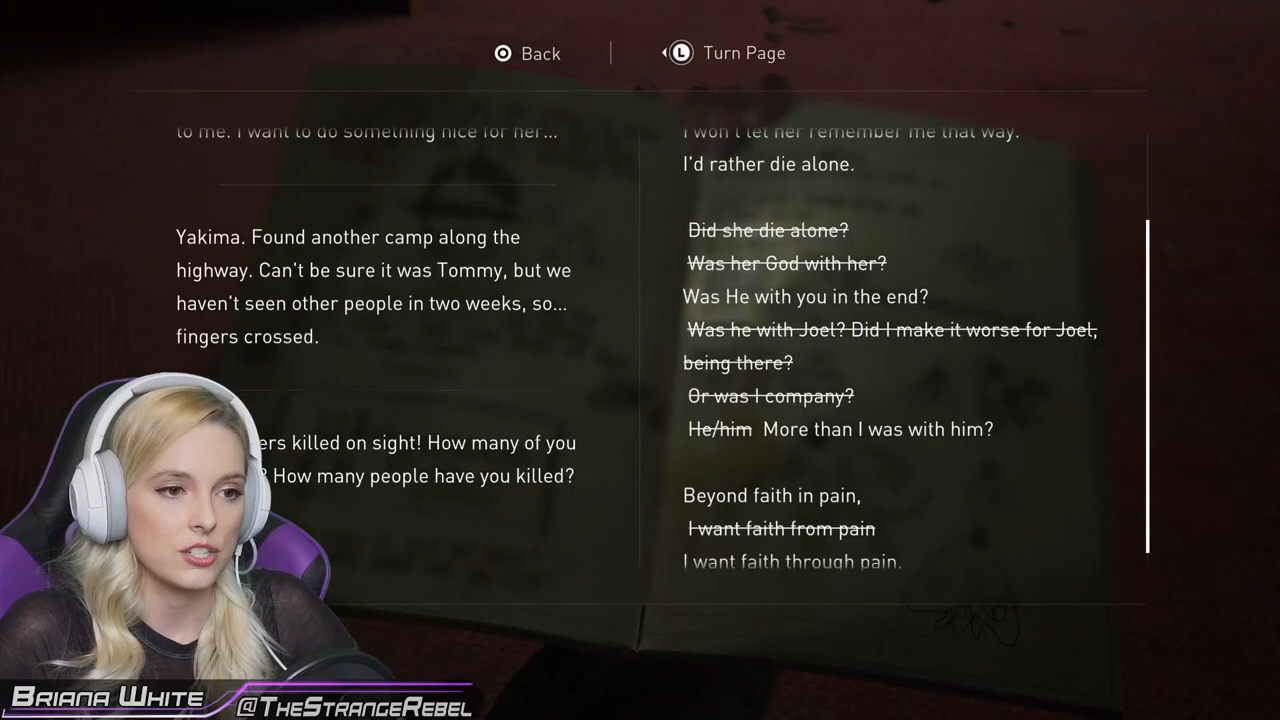 Back
L Turn Page
to me. I want to do something nice for her...
Yakima. Found another camp along the
highway. Can't be sure it was Tommy, but we
haven't seen other people in two weeks, so...
fingers crossed.
killed on sight! How many of you
How many people have you killed?
I won't let her remember me that way.
I'd rather die alone.
Did she die alone?
Was her God with her?
Was He with you in the end?
Was he with Joel? Did I make it worse for Joel,
being there?
Or was I company?
He/him More than I was with him?
Beyond faith in pain,
I want faith from pain
I want faith through pain.
BRIANA WHITE
@THESTRANGEREBEL